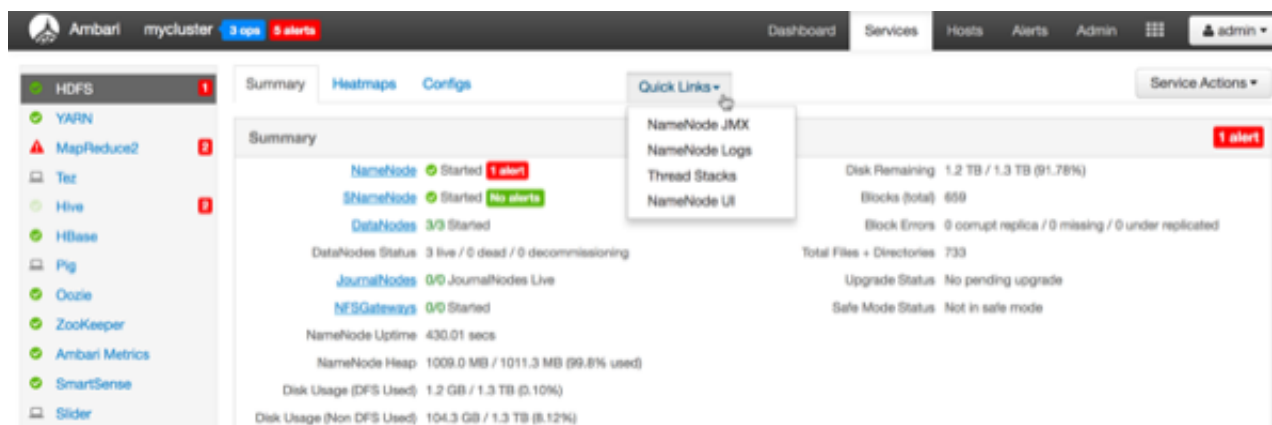 Ambari mycluster 3 ops 5 alerts Dashboard Services Hosts Alerts Admin admin
HDFS 1
YARN
MapReduce2 2
Tez
Hive 2
HBase
Pig
Oozie
ZooKeeper
Ambari Metrics
SmartSense
Slider
Summary Heatmaps Configs Quick Links Service Actions
NameNode JMX
NameNode Logs
Thread Stacks
NameNode UI
Summary 1 alert
NameNode Started 1 alert
SNameNode Started No alerts
DataNodes 3/3 Started
DataNodes Status 3 live / 0 dead / 0 decommissioning
JournalNodes 0/0 JournalNodes Live
NFSGateways 0/0 Started
NameNode Uptime 430.01 secs
NameNode Heap 1009.0 MB / 1011.3 MB (99.8% used)
Disk Usage (DFS Used) 1.2 GB / 1.3 TB (0.10%)
Disk Usage (Non DFS Used) 104.3 GB / 1.3 TB (8.12%)
Disk Remaining 1.2 TB / 1.3 TB (91.78%)
Blocks (total) 659
Block Errors 0 corrupt replica / 0 missing / 0 under replicated
Total Files + Directories 733
Upgrade Status No pending upgrade
Safe Mode Status Not in safe mode